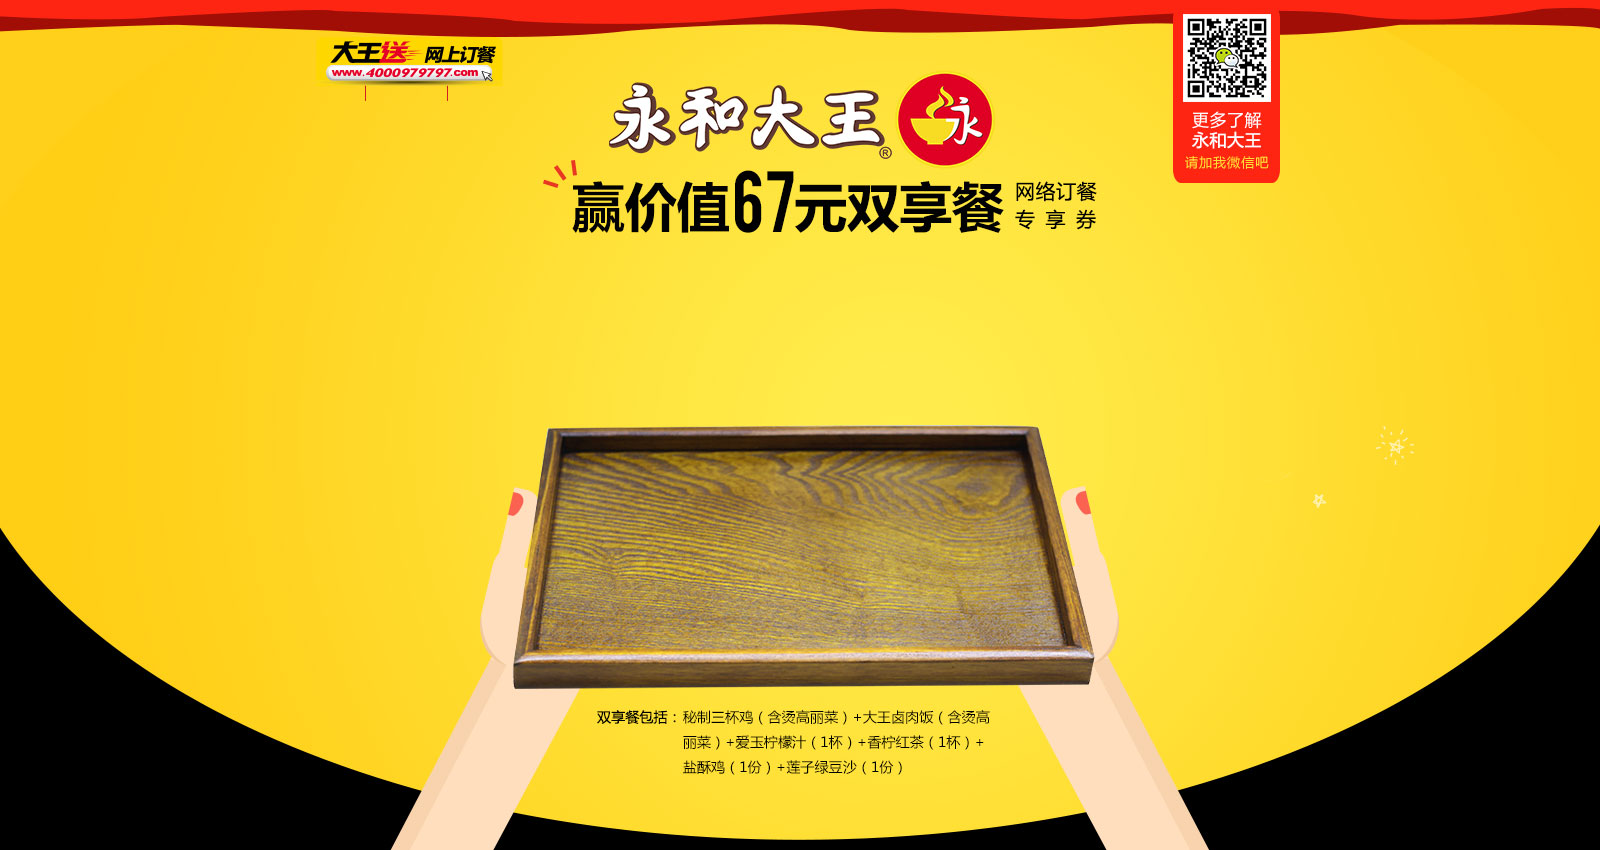 大王送 网上订餐
www.4000979797.com
永和大王®
永
赢价值67元双享餐
网络订餐
专享券
更多了解
永和大王
请加我微信吧
双享餐包括：秘制三杯鸡（含烫高丽菜）+大王卤肉饭（含烫高
丽菜）+爱玉柠檬汁（1杯）+香柠红茶（1杯）+
盐酥鸡（1份）+莲子绿豆沙（1份）